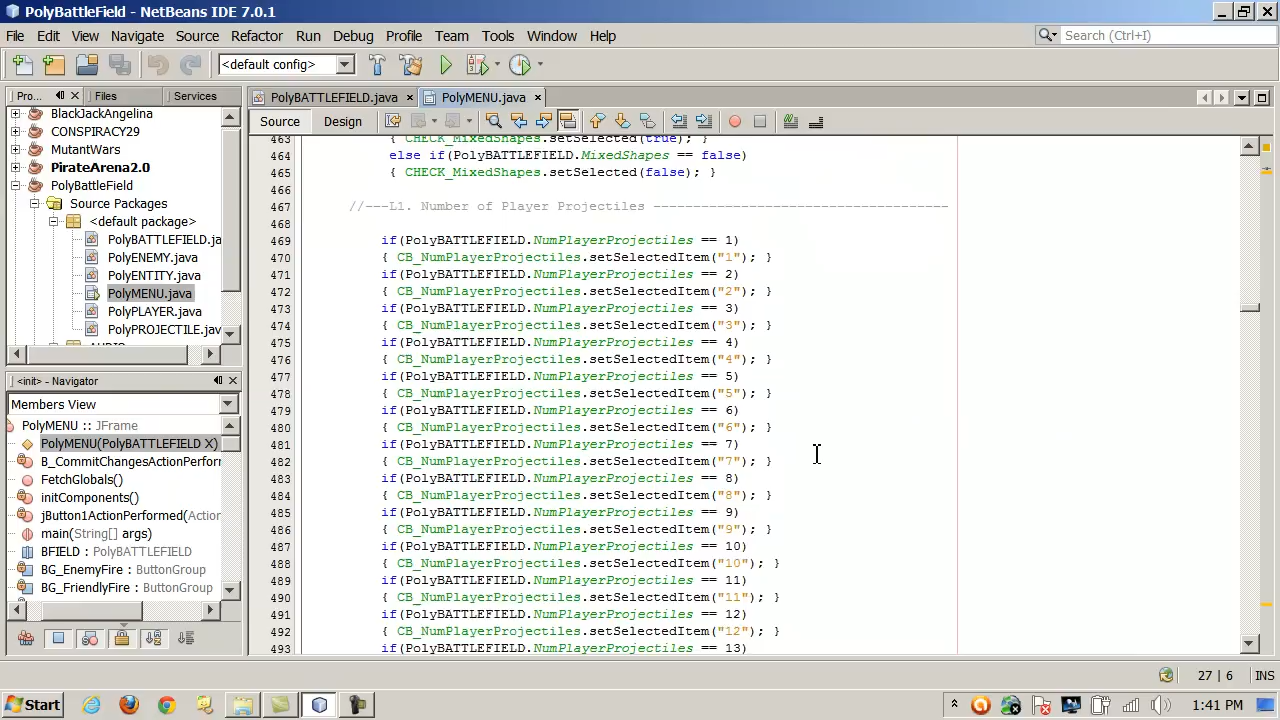 PolyBattleField - NetBeans IDE 7.0.1
File Edit View Navigate Source Refactor Run Debug Profile Team Tools Window Help
Search (Ctrl+I)
<default config>
Pro... Files Services
PolyBATTLEFIELD.java PolyMENU.java
Source Design
BlackJackAngelina
CONSPIRACY29
MutantWars
PirateArena2.0
PolyBattleField
Source Packages
<default package>
PolyBATTLEFIELD.ja
PolyENEMY.java
PolyENTITY.java
PolyMENU.java
PolyPLAYER.java
PolyPROJECTILE.jav
AUDIO
<init> - Navigator
Members View
PolyMENU :: JFrame
PolyMENU(PolyBATTLEFIELD X)
B_CommitChangesActionPerforr
FetchGlobals()
initComponents()
jButton1ActionPerformed(Action
main(String[] args)
BFIELD : PolyBATTLEFIELD
BG_EnemyFire : ButtonGroup
BG_FriendlyFire : ButtonGroup
463 { CHECK_MixedShapes.setSelected(true); }
464 else if(PolyBATTLEFIELD.MixedShapes == false)
465 { CHECK_MixedShapes.setSelected(false); }
466
467 //---L1. Number of Player Projectiles -------------------------------------
468
469 if(PolyBATTLEFIELD.NumPlayerProjectiles == 1)
470 { CB_NumPlayerProjectiles.setSelectedItem("1"); }
471 if(PolyBATTLEFIELD.NumPlayerProjectiles == 2)
472 { CB_NumPlayerProjectiles.setSelectedItem("2"); }
473 if(PolyBATTLEFIELD.NumPlayerProjectiles == 3)
474 { CB_NumPlayerProjectiles.setSelectedItem("3"); }
475 if(PolyBATTLEFIELD.NumPlayerProjectiles == 4)
476 { CB_NumPlayerProjectiles.setSelectedItem("4"); }
477 if(PolyBATTLEFIELD.NumPlayerProjectiles == 5)
478 { CB_NumPlayerProjectiles.setSelectedItem("5"); }
479 if(PolyBATTLEFIELD.NumPlayerProjectiles == 6)
480 { CB_NumPlayerProjectiles.setSelectedItem("6"); }
481 if(PolyBATTLEFIELD.NumPlayerProjectiles == 7)
482 { CB_NumPlayerProjectiles.setSelectedItem("7"); }
483 if(PolyBATTLEFIELD.NumPlayerProjectiles == 8)
484 { CB_NumPlayerProjectiles.setSelectedItem("8"); }
485 if(PolyBATTLEFIELD.NumPlayerProjectiles == 9)
486 { CB_NumPlayerProjectiles.setSelectedItem("9"); }
487 if(PolyBATTLEFIELD.NumPlayerProjectiles == 10)
488 { CB_NumPlayerProjectiles.setSelectedItem("10"); }
489 if(PolyBATTLEFIELD.NumPlayerProjectiles == 11)
490 { CB_NumPlayerProjectiles.setSelectedItem("11"); }
491 if(PolyBATTLEFIELD.NumPlayerProjectiles == 12)
492 { CB_NumPlayerProjectiles.setSelectedItem("12"); }
493 if(PolyBATTLEFIELD.NumPlayerProjectiles == 13)
27 | 6 INS
Start 1:41 PM